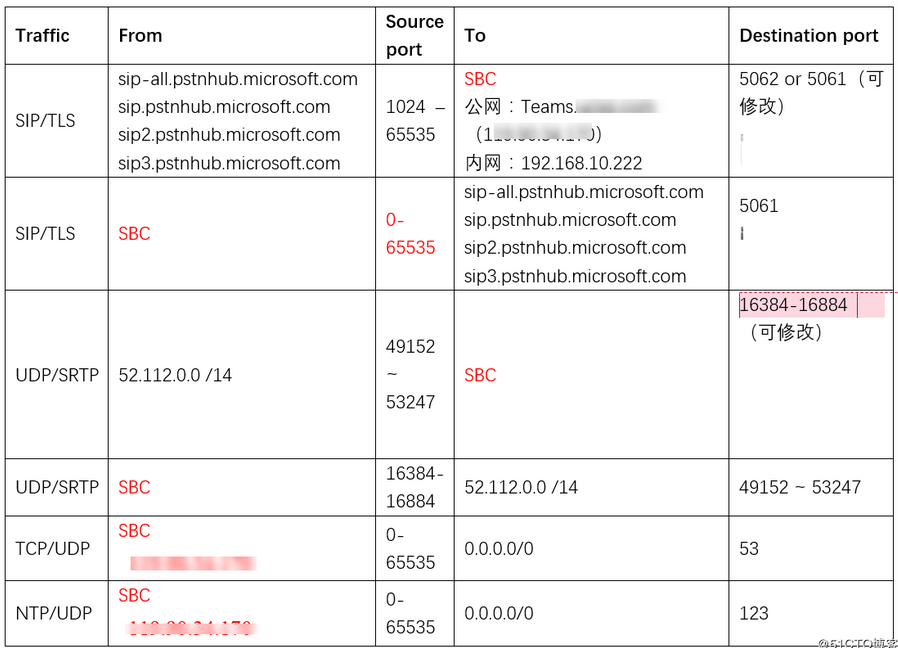 Traffic
From
Source
port
To
Destination port
SIP/TLS
sip-all.pstnhub.microsoft.com
sip.pstnhub.microsoft.com
sip2.pstnhub.microsoft.com
sip3.pstnhub.microsoft.com
1024 –
65535
SBC
公网：Teams.
内网：192.168.10.222
5062 or 5061（可
修改）
SIP/TLS
SBC
0-
65535
sip-all.pstnhub.microsoft.com
sip.pstnhub.microsoft.com
sip2.pstnhub.microsoft.com
sip3.pstnhub.microsoft.com
5061
UDP/SRTP
52.112.0.0 /14
49152
~
53247
SBC
16384-16884
（可修改）
UDP/SRTP
SBC
16384-
16884
52.112.0.0 /14
49152 ~ 53247
TCP/UDP
SBC
0-
65535
0.0.0.0/0
53
NTP/UDP
SBC
0-
65535
0.0.0.0/0
123
@51CTO博客